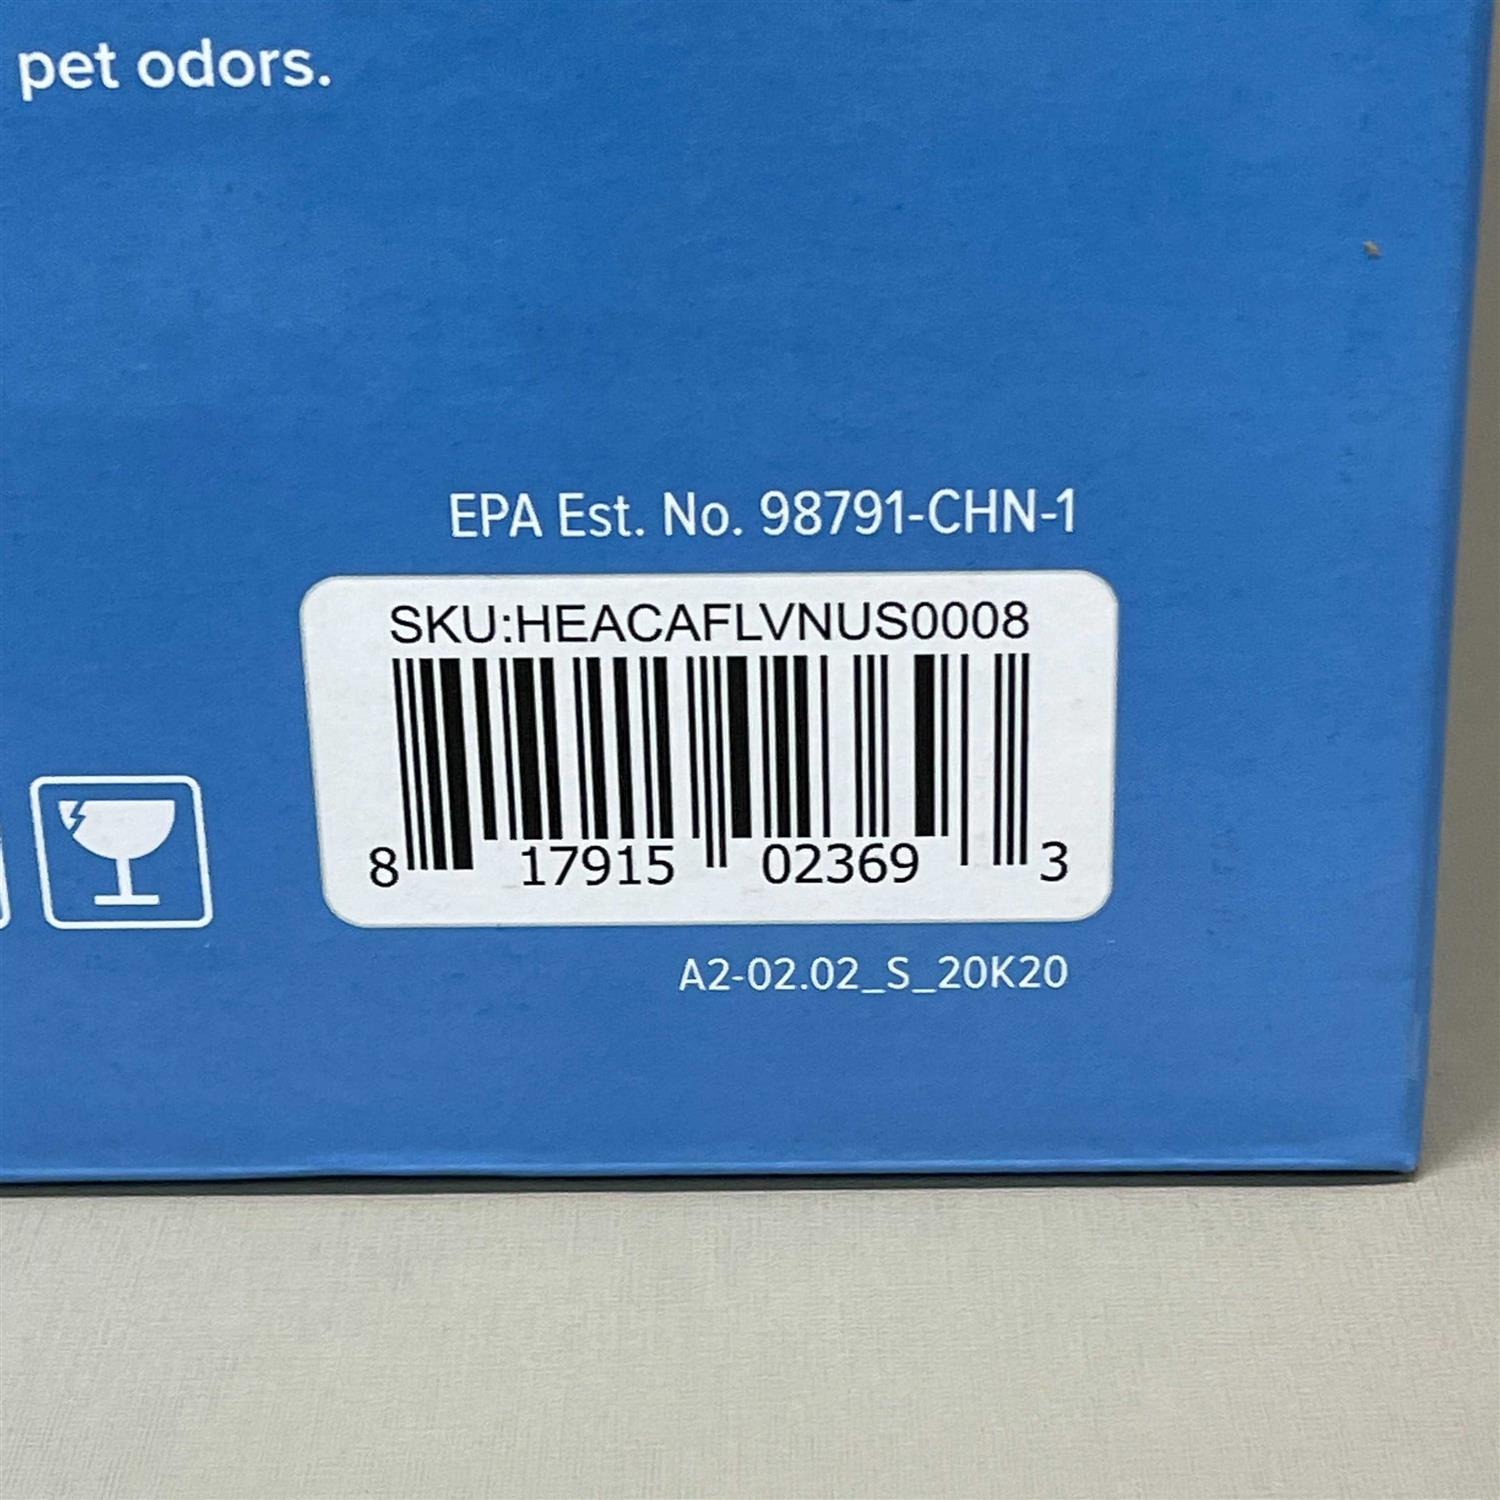 pet odors.
EPA Est. No. 98791-CHN-1
SKU:HEACAFLVNUS0008
8 17915 02369 3
A2-02.02_S_20K20